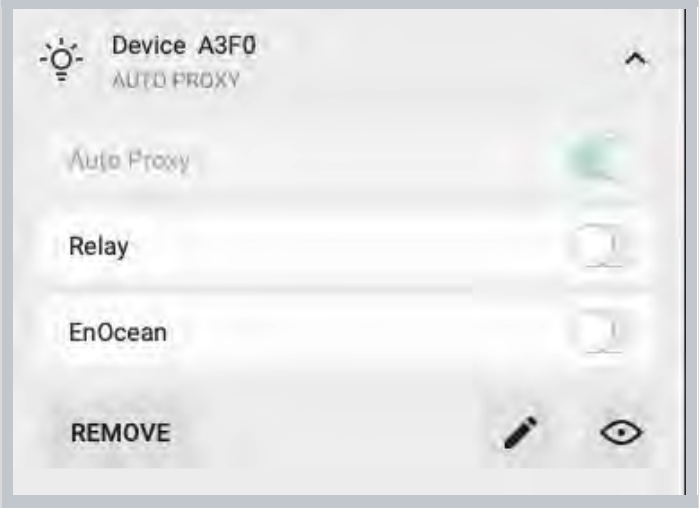 Device A3F0
AUTO PROXY
Auto Proxy
Relay
EnOcean
REMOVE